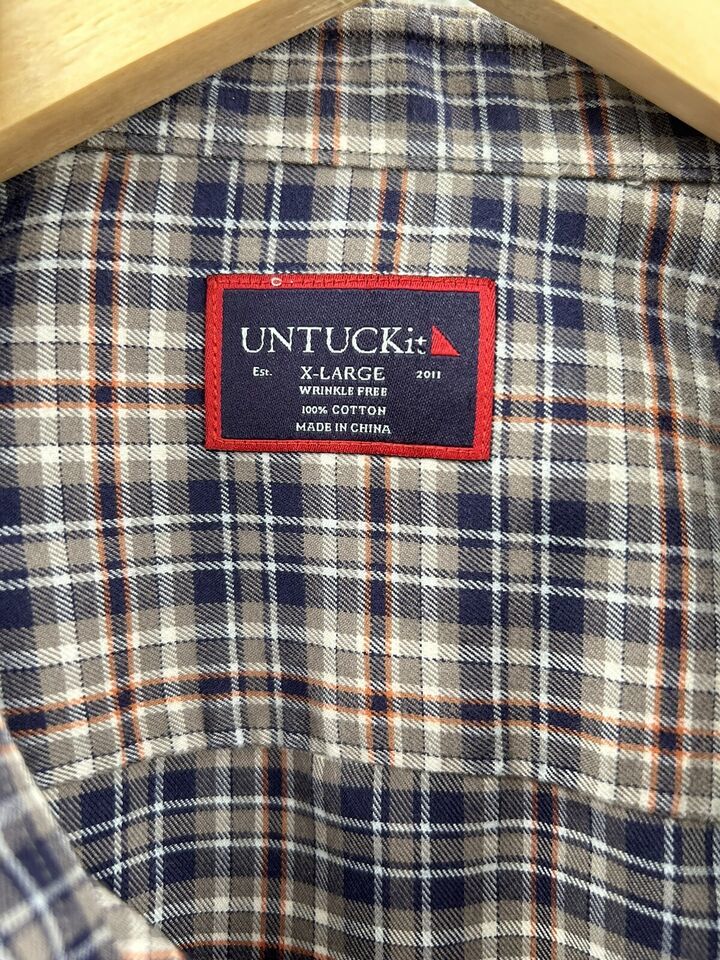 UNTUCKit
Est. X-LARGE 2011
WRINKLE FREE
100% COTTON
MADE IN CHINA